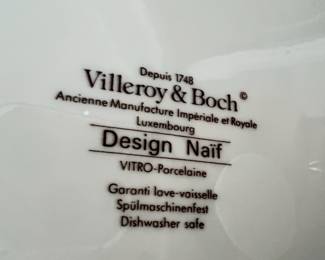 Depuis 1748
Villeroy & Boch©
Ancienne Manufacture Impériale et Royale
Luxembourg
Design Naïf
VITRO-Porcelaine
Garanti lave-vaisselle
Spülmaschinenfest
Dishwasher safe